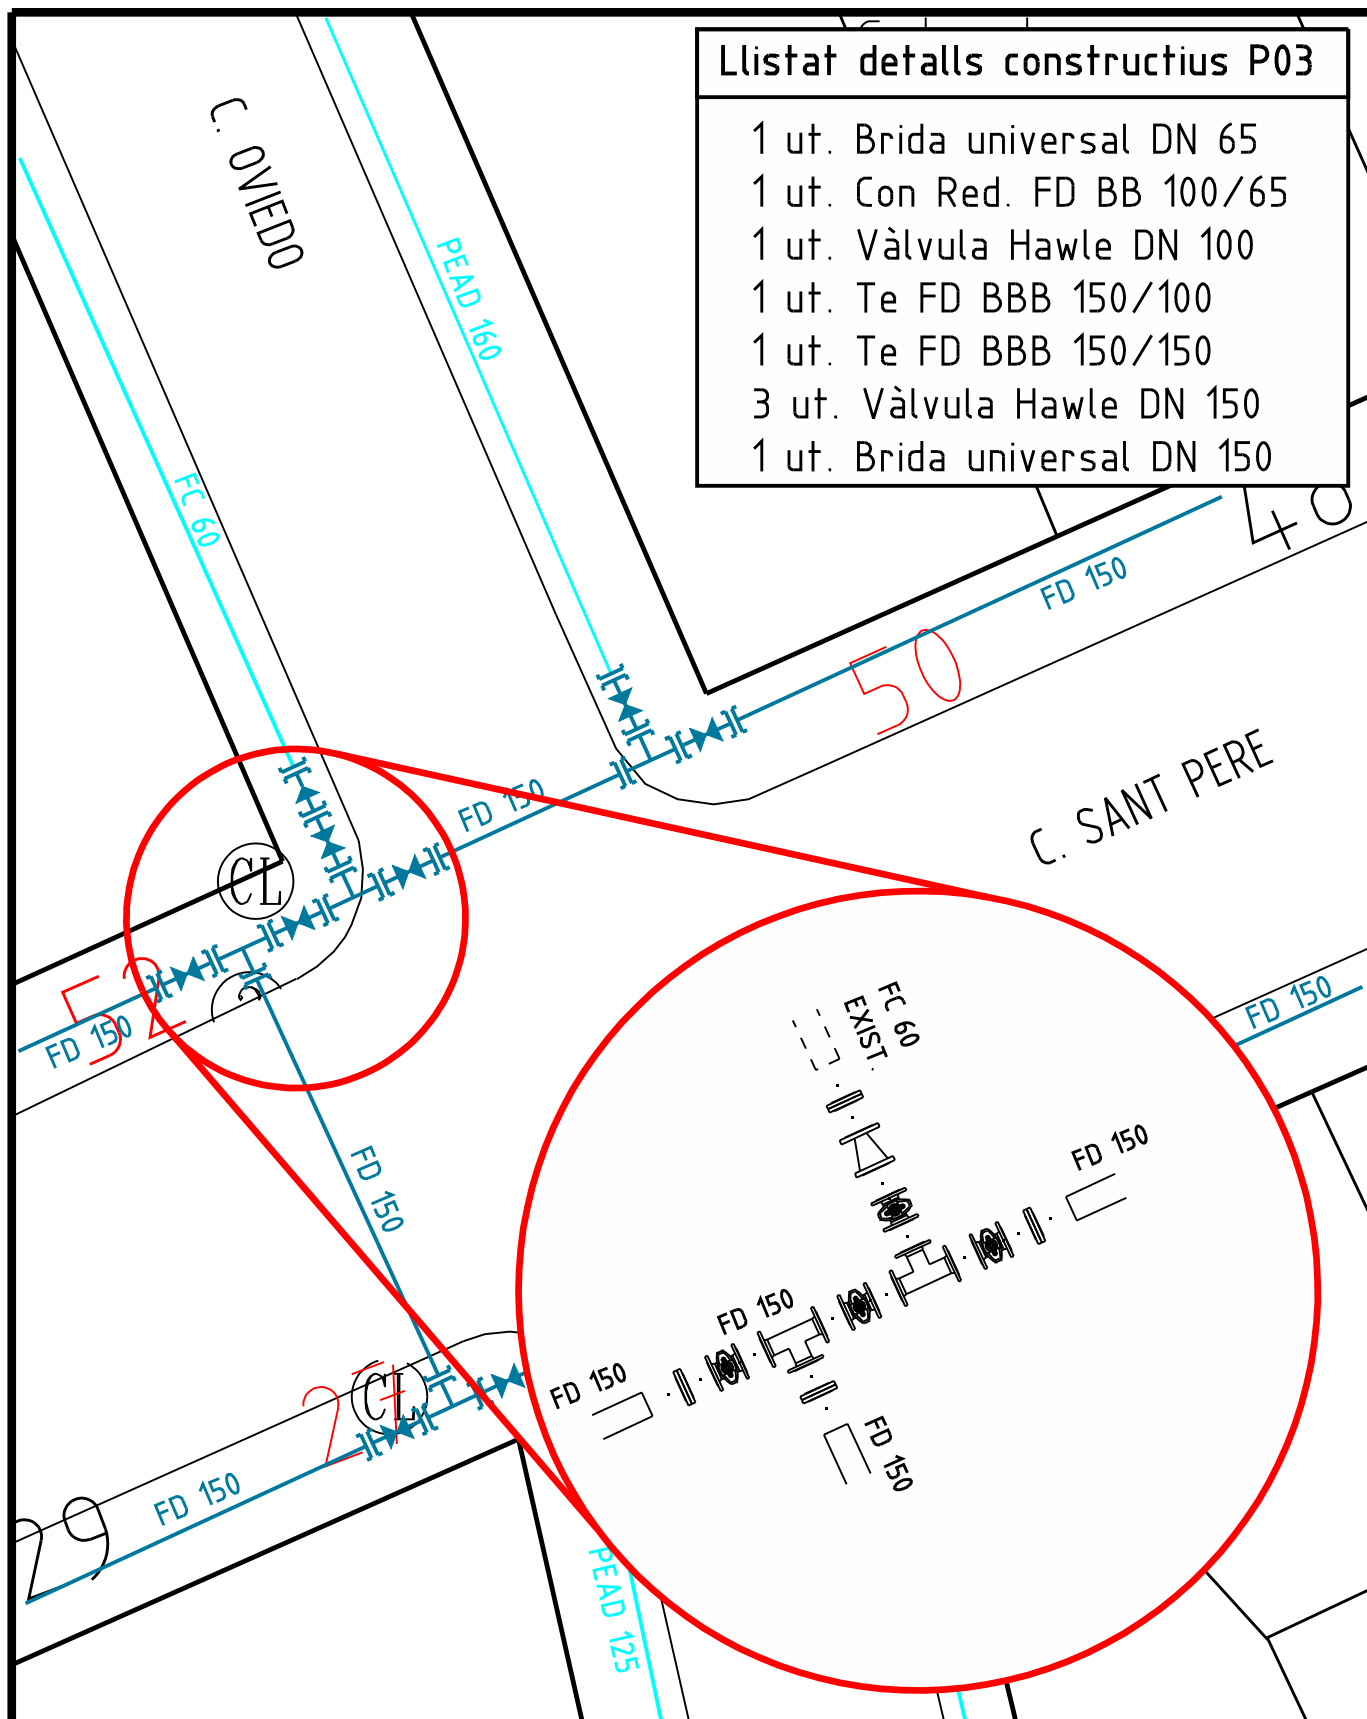 Llistat detalls constructius P03
1 ut. Brida universal DN 65
1 ut. Con Red. FD BB 100/65
1 ut. Vàlvula Hawle DN 100
1 ut. Te FD BBB 150/100
1 ut. Te FD BBB 150/150
3 ut. Vàlvula Hawle DN 150
1 ut. Brida universal DN 150
C. OVIEDO
PEAD 160
FC 60
48
FD 150
50
C. SANT PERE
FD 150
CL
52
FD 150
FD 150
FC 60
EXIST.
FD 150
FD 150
FD 150
FD 150
FD 150
FD 150
CL
FD 150
29
PEAD 125